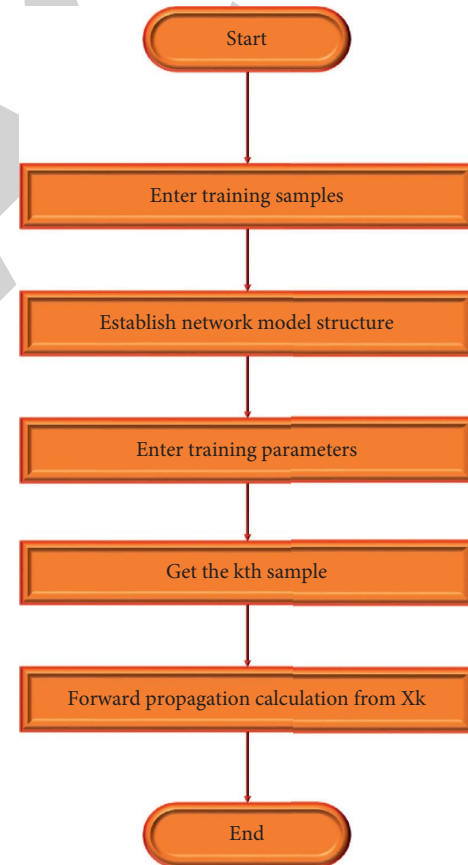 Start
Enter training samples
Establish network model structure
Enter training parameters
Get the kth sample
Forward propagation calculation from Xk
End